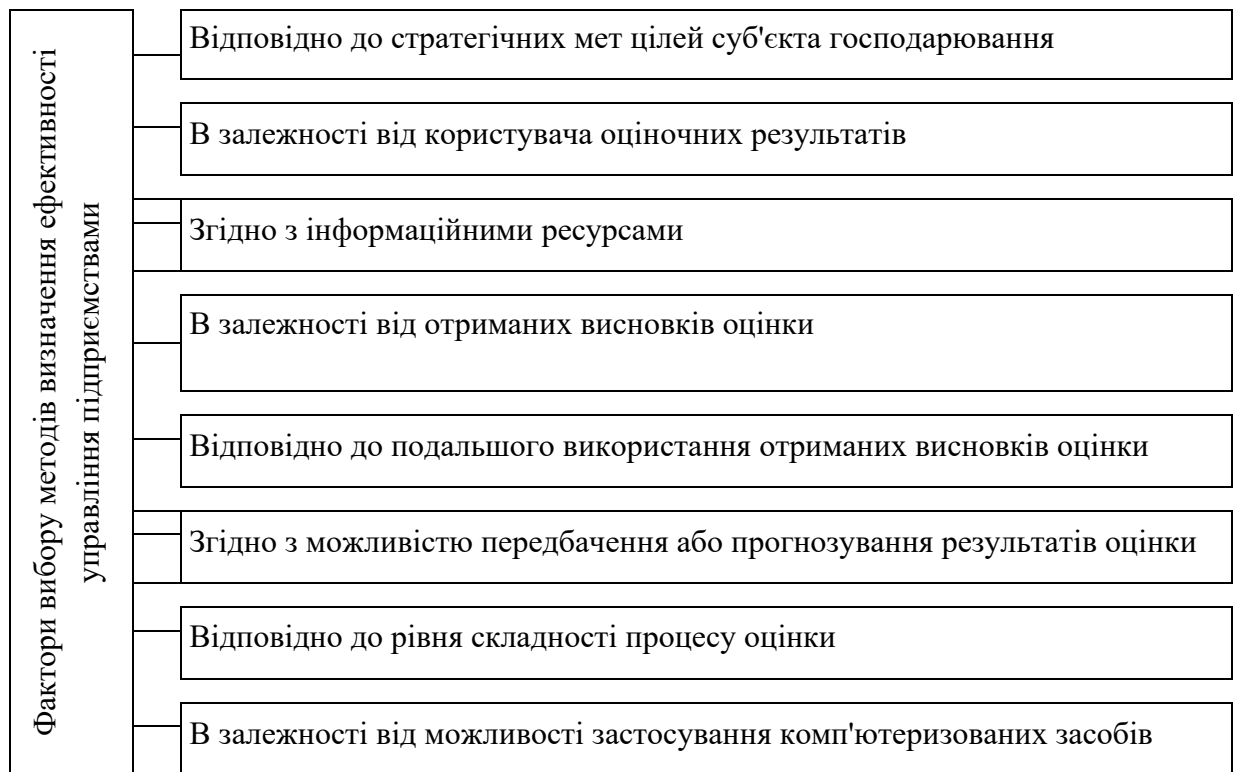 Фактори вибору методів визначення ефективності
управління підприємствами
Відповідно до стратегічних мет цілей суб'єкта господарювання
В залежності від користувача оціночних результатів
Згідно з інформаційними ресурсами
В залежності від отриманих висновків оцінки
Відповідно до подальшого використання отриманих висновків оцінки
Згідно з можливістю передбачення або прогнозування результатів оцінки
Відповідно до рівня складності процесу оцінки
В залежності від можливості застосування комп'ютеризованих засобів